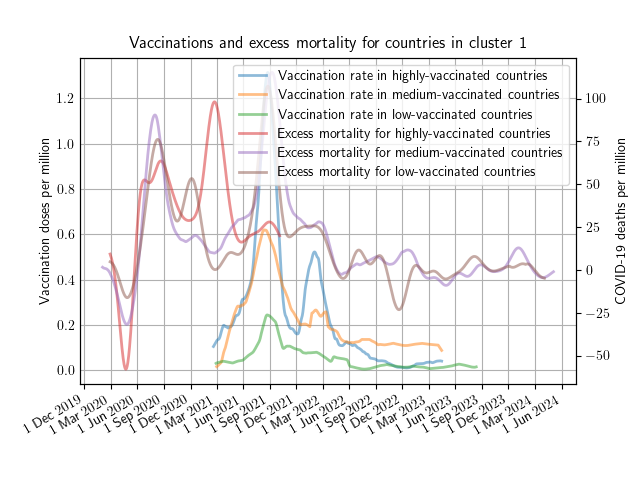 Vaccinations and excess mortality for countries in cluster 1
Vaccination rate in highly-vaccinated countries
Vaccination rate in medium-vaccinated countries
Vaccination rate in low-vaccinated countries
Excess mortality for highly-vaccinated countries
Excess mortality for medium-vaccinated countries
Excess mortality for low-vaccinated countries
Vaccination doses per million
1.2
1.0
0.8
0.6
0.4
0.2
0.0
COVID-19 deaths per million
100
75
50
25
0
−25
−50
1 Dec 2019
1 Mar 2020
1 Jun 2020
1 Sep 2020
1 Dec 2020
1 Mar 2021
1 Jun 2021
1 Sep 2021
1 Dec 2021
1 Mar 2022
1 Jun 2022
1 Sep 2022
1 Dec 2022
1 Mar 2023
1 Jun 2023
1 Sep 2023
1 Dec 2023
1 Mar 2024
1 Jun 2024